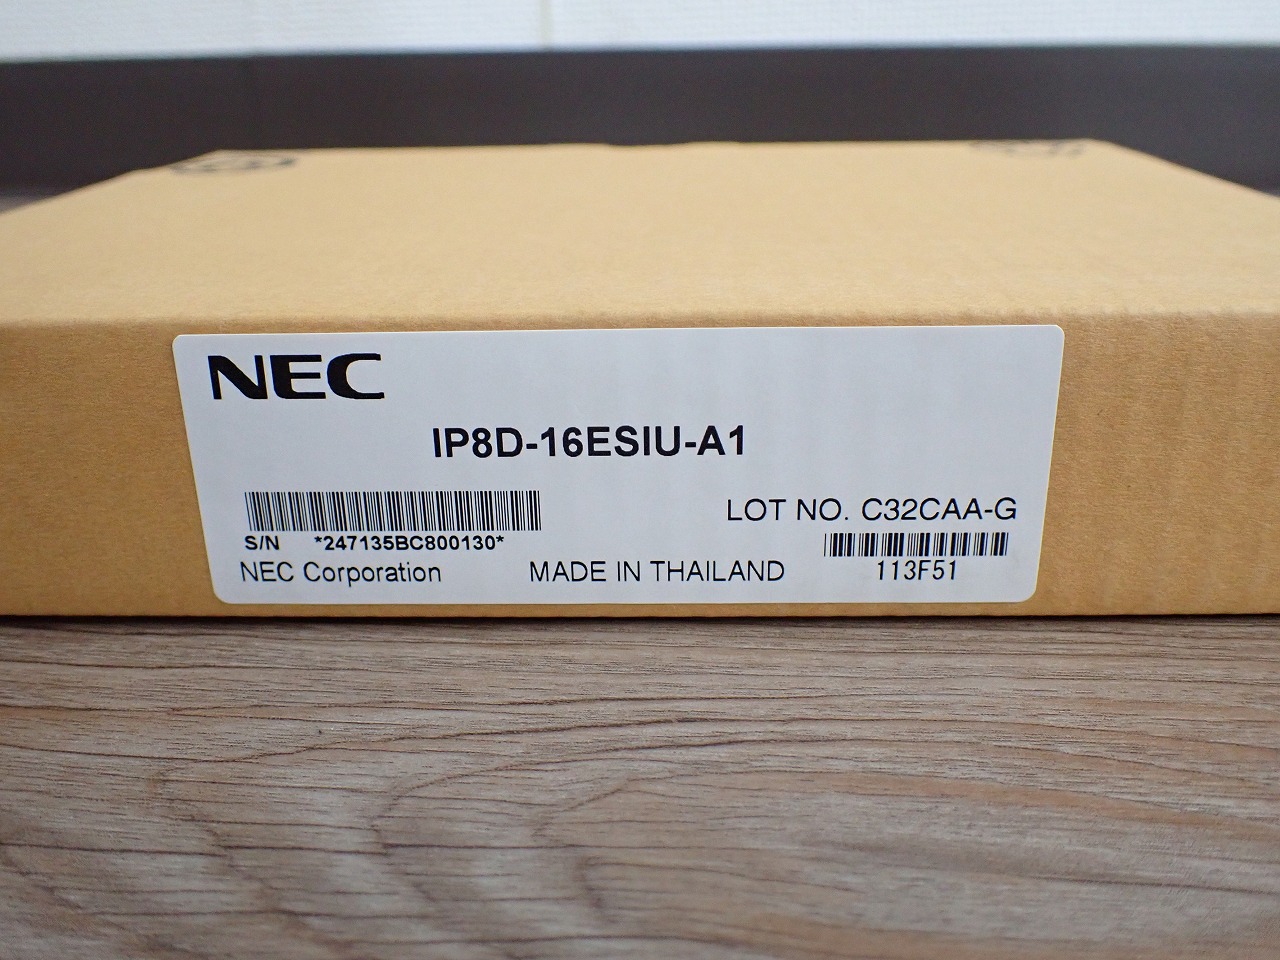 NEC
IP8D-16ESIU-A1
S/N *247135BC800130*
LOT NO. C32CAA-G
113F51
NEC Corporation MADE IN THAILAND